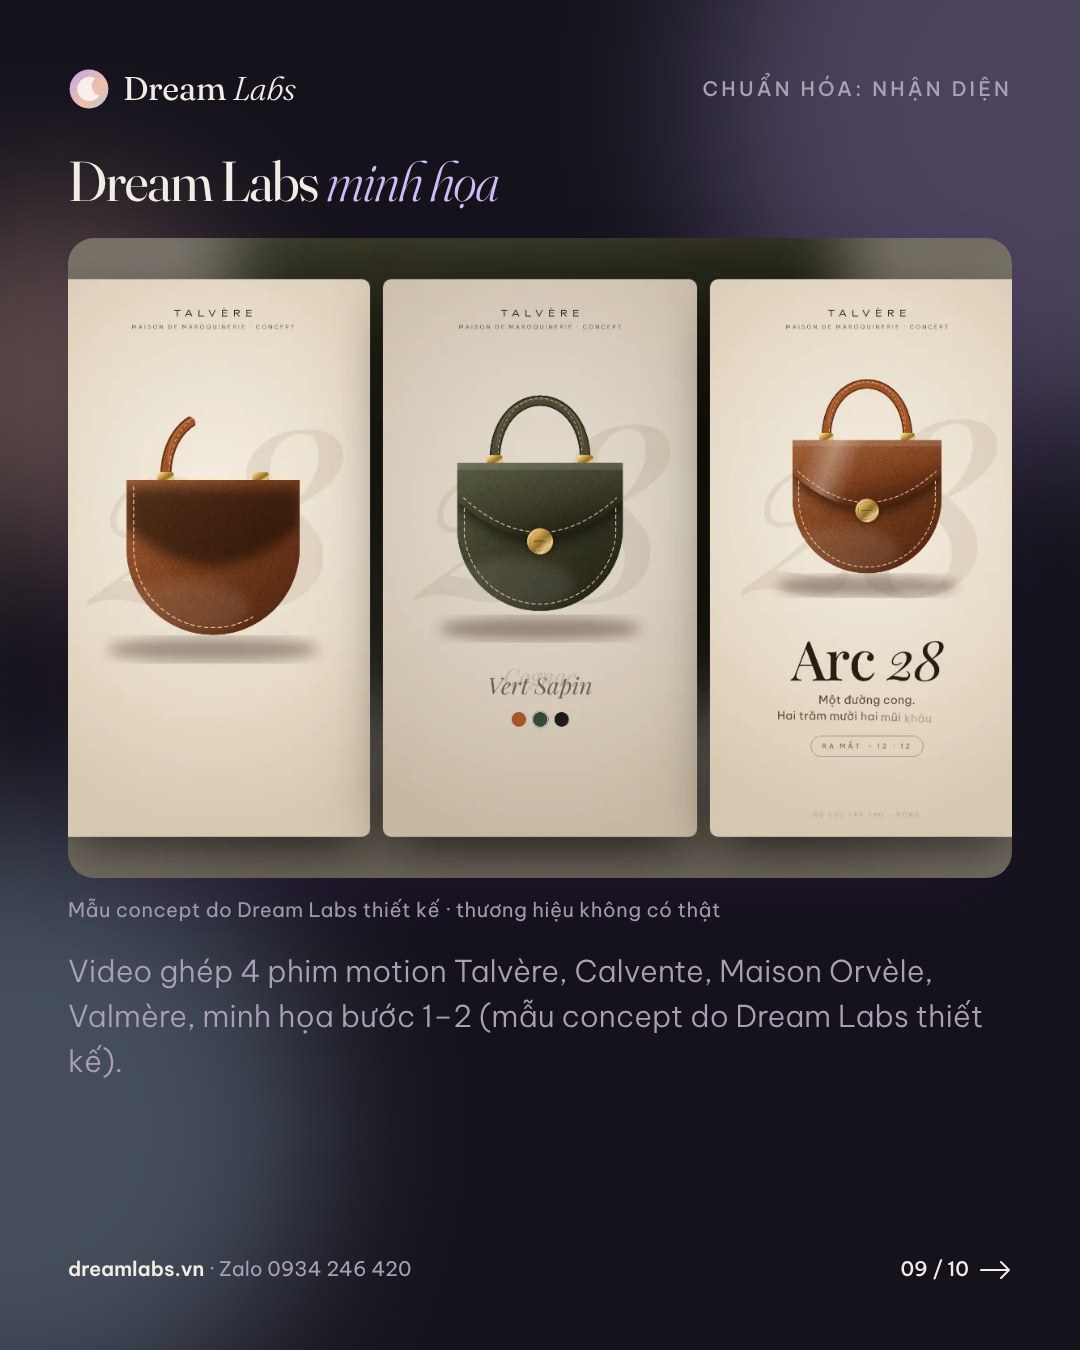 Dream Labs
CHUẨN HÓA: NHẬN DIỆN
Dream Labs minh họa
TALVÈRE
MAISON DE MAROQUINERIE · CONCEPT
28
TALVÈRE
MAISON DE MAROQUINERIE · CONCEPT
28
Cognac
Vert Sapin
TALVÈRE
MAISON DE MAROQUINERIE · CONCEPT
28
Arc 28
Một đường cong.
Hai trăm mười hai mũi khâu
RA MẮT · 12 · 12
Mẫu concept do Dream Labs thiết kế · thương hiệu không có thật
Video ghép 4 phim motion Talvère, Calvente, Maison Orvèle,
Valmère, minh họa bước 1–2 (mẫu concept do Dream Labs thiết
kế).
dreamlabs.vn · Zalo 0934 246 420
09 / 10